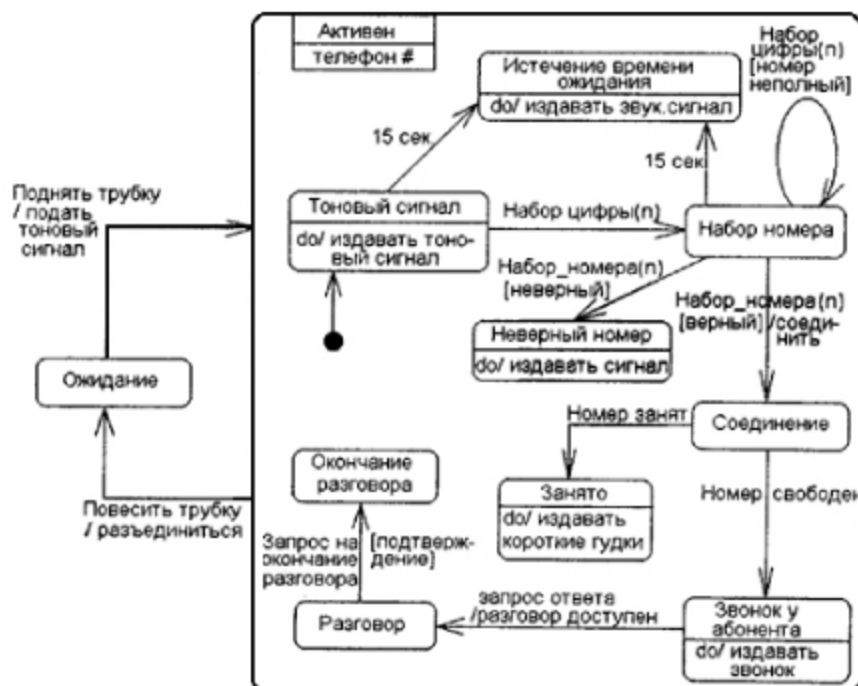 Активен
телефон #
Набор
цифры(n)
[номер
неполный]
Истечение времени
ожидания
do/ издавать звук.сигнал
15 сек
15 сек
Поднять трубку
/ подать
тоновый
сигнал
Тоновый сигнал
do/ издавать тоно-
вый сигнал
Набор цифры(n)
Набор номера
Набор_номера(n)
[неверный]
Набор_номера(n)
[верный] /соеди-
нить
Неверный номер
do/ издавать сигнал
Ожидание
Номер занят
Соединение
Окончание
разговора
Занято
do/ издавать
короткие гудки
Номер свободен
Повесить трубку
/ разъединиться
Запрос на
окончание
разговора
[подтверж-
дение]
запрос ответа
/разговор доступен
Разговор
Звонок у
абонента
do/ издавать
звонок